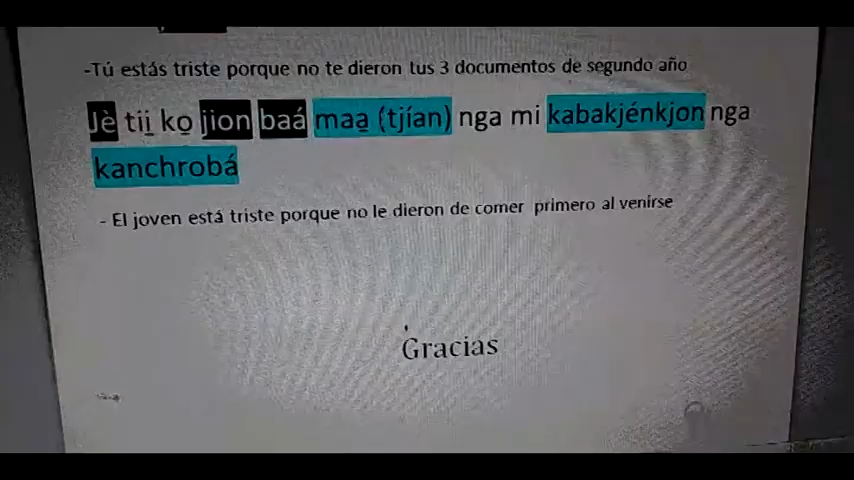 -Tú estás triste porque no te dieron tus 3 documentos de segundo año
Jè tii̱ ko̱ jion baá maa̱ (tjían) nga mi kabakjénkjon nga
kanchrobá
- El joven está triste porque no le dieron de comer primero al venirse
Gracias